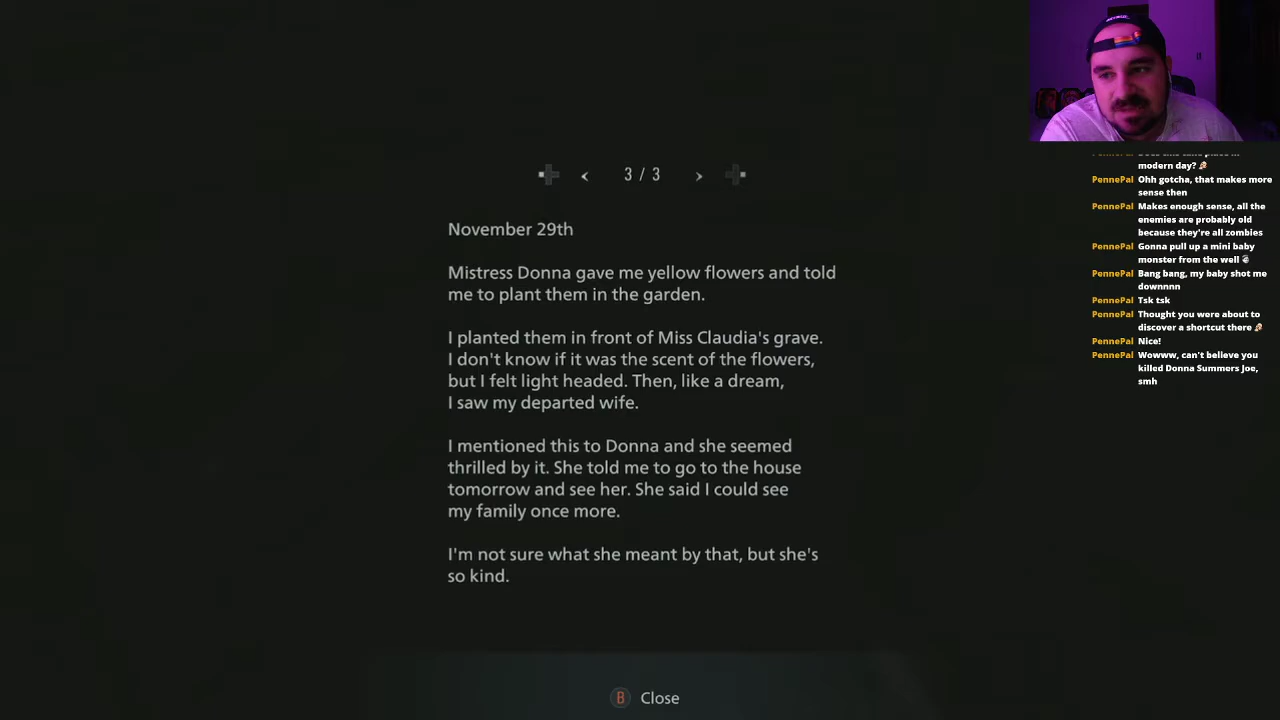 3 / 3
November 29th
Mistress Donna gave me yellow flowers and told
me to plant them in the garden.
I planted them in front of Miss Claudia's grave.
I don't know if it was the scent of the flowers,
but I felt light headed. Then, like a dream,
I saw my departed wife.
I mentioned this to Donna and she seemed
thrilled by it. She told me to go to the house
tomorrow and see her. She said I could see
my family once more.
I'm not sure what she meant by that, but she's
so kind.
B Close
modern day?
PennePal Ohh gotcha, that makes more
sense then
PennePal Makes enough sense, all the
enemies are probably old
because they're all zombies
PennePal Gonna pull up a mini baby
monster from the well
PennePal Bang bang, my baby shot me
downnnn
PennePal Tsk tsk
PennePal Thought you were about to
discover a shortcut there
PennePal Nice!
PennePal Wowww, can't believe you
killed Donna Summers Joe,
smh